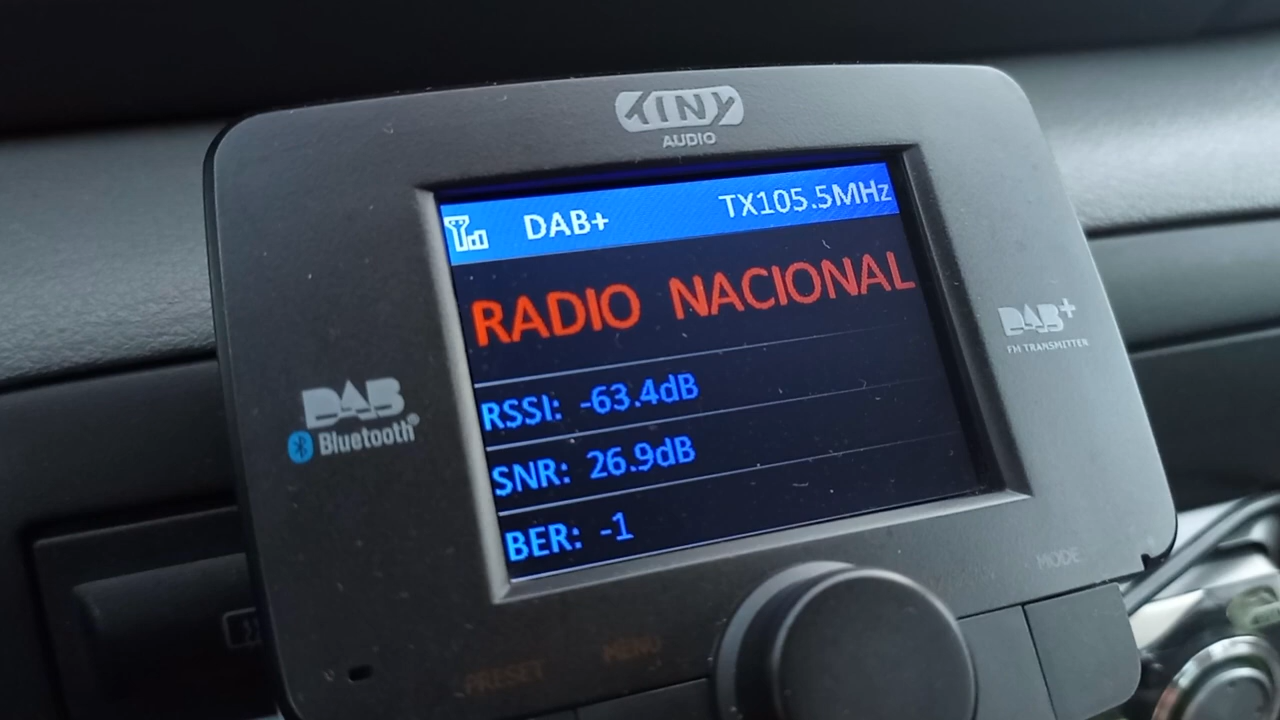 TINY
AUDIO
DAB+ TX105.5MHz
RADIO NACIONAL
RSSI: -63.4dB
SNR: 26.9dB
BER: -1
DAB
Bluetooth®
DAB+
FM TRANSMITTER
PRESET
MENU
MODE